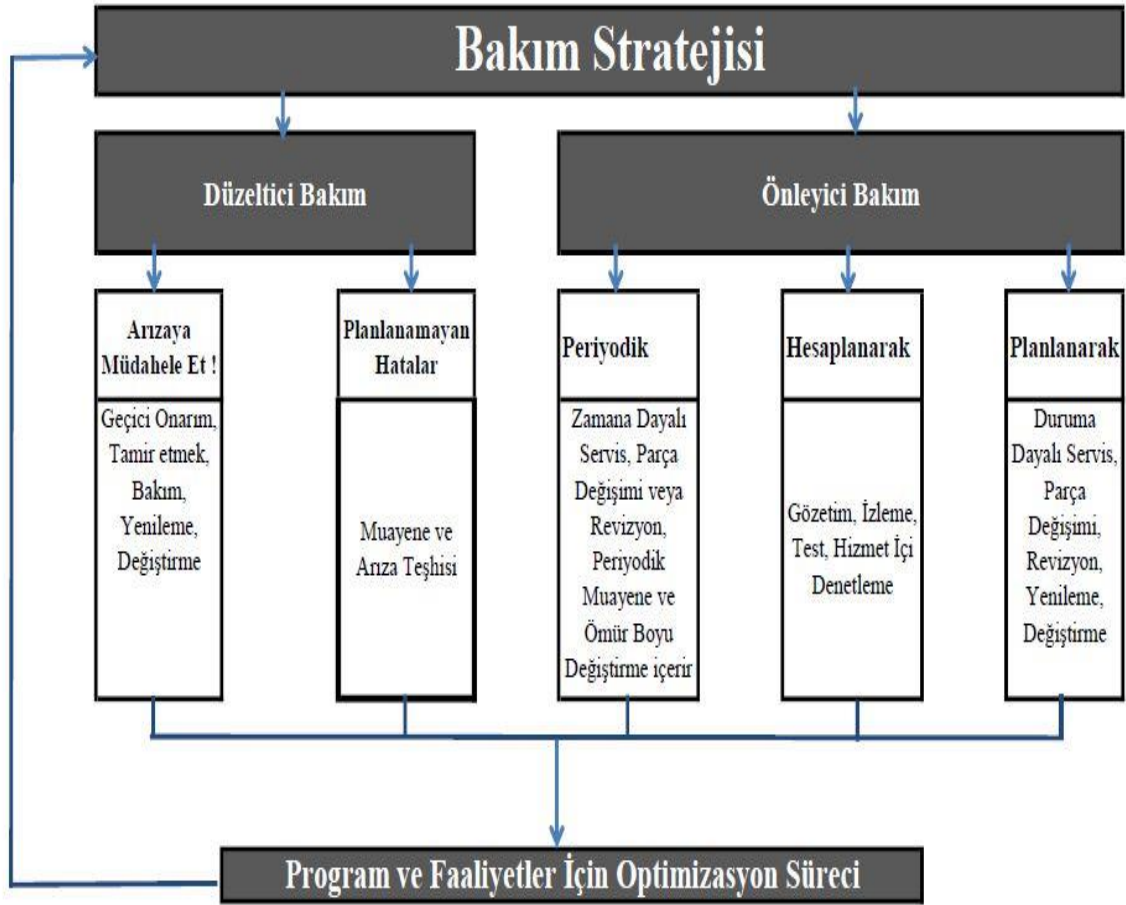 Bakım Stratejisi
Düzeltici Bakım
Önleyici Bakım
Arızaya
Müdahele Et !
Geçici Onarım,
Tamir etmek,
Bakım,
Yenileme,
Değiştirme
Planlanamayan
Hatalar
Muayene ve
Arıza Teşhisi
Periyodik
Zamana Dayalı
Servis, Parça
Değişimi veya
Revizyon,
Periyodik
Muayene ve
Ömür Boyu
Değiştirme içerir
Hesaplanarak
Gözetim, İzleme,
Test, Hizmet İçi
Denetleme
Planlanarak
Duruma
Dayalı Servis,
Parça
Değişimi,
Revizyon,
Yenileme,
Değiştirme
Program ve Faaliyetler İçin Optimizasyon Süreci